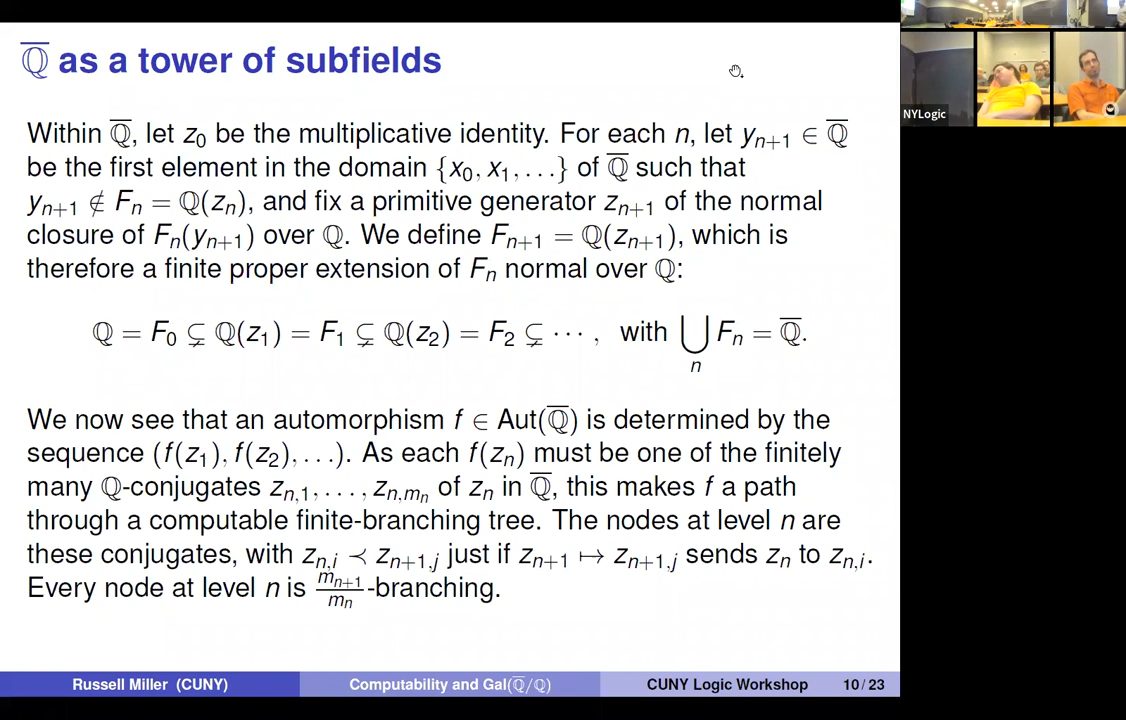 ℚ̅ as a tower of subfields
Within ℚ̅, let z₀ be the multiplicative identity. For each n, let yₙ₊₁ ∈ ℚ̅
be the first element in the domain {x₀, x₁, . . .} of ℚ̅ such that
yₙ₊₁ ∉ Fₙ = ℚ(zₙ), and fix a primitive generator zₙ₊₁ of the normal
closure of Fₙ(yₙ₊₁) over ℚ. We define Fₙ₊₁ = ℚ(zₙ₊₁), which is
therefore a finite proper extension of Fₙ normal over ℚ:
ℚ = F₀ ⊊ ℚ(z₁) = F₁ ⊊ ℚ(z₂) = F₂ ⊊ ⋯ , with ⋃ₙ Fₙ = ℚ̅.
We now see that an automorphism f ∈ Aut(ℚ̅) is determined by the
sequence (f(z₁), f(z₂), . . .). As each f(zₙ) must be one of the finitely
many ℚ-conjugates z_{n,1}, . . . , z_{n,mₙ} of zₙ in ℚ̅, this makes f a path
through a computable finite-branching tree. The nodes at level n are
these conjugates, with z_{n,i} ≺ z_{n+1,j} just if zₙ₊₁ ↦ z_{n+1,j} sends zₙ to z_{n,i}.
Every node at level n is mₙ₊₁/mₙ-branching.
Russell Miller (CUNY) Computability and Gal(ℚ̅/ℚ) CUNY Logic Workshop 10 / 23
NYLogic